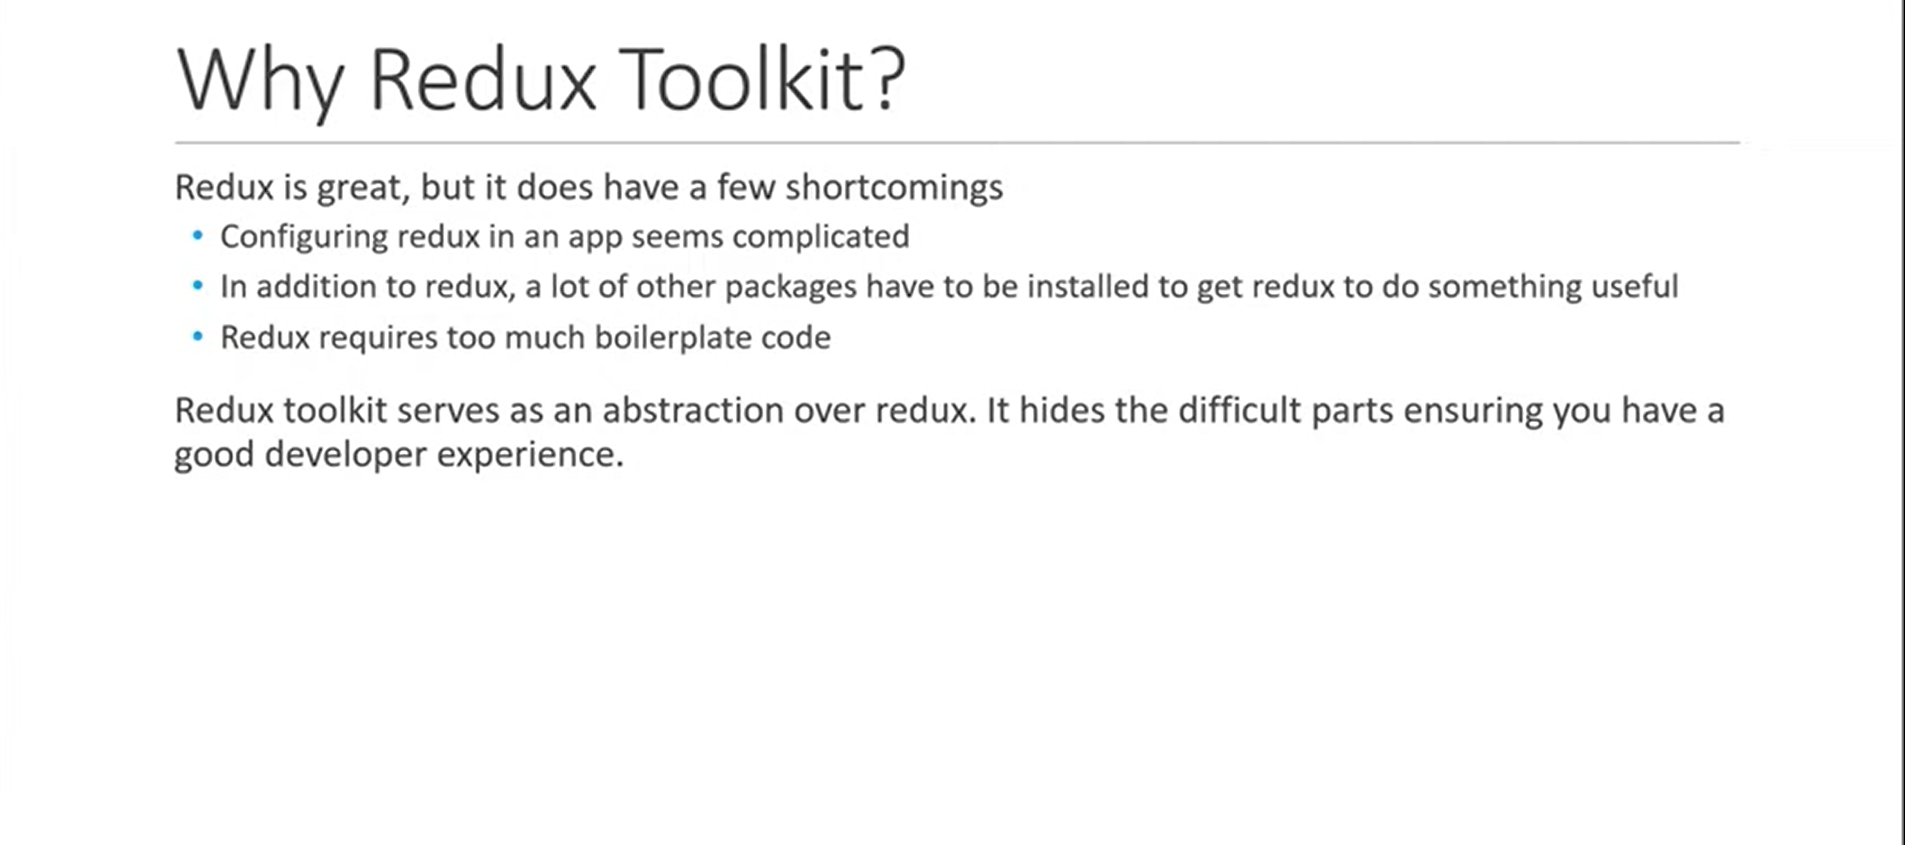 Why Redux Toolkit?
Redux is great, but it does have a few shortcomings
• Configuring redux in an app seems complicated
• In addition to redux, a lot of other packages have to be installed to get redux to do something useful
• Redux requires too much boilerplate code
Redux toolkit serves as an abstraction over redux. It hides the difficult parts ensuring you have a
good developer experience.